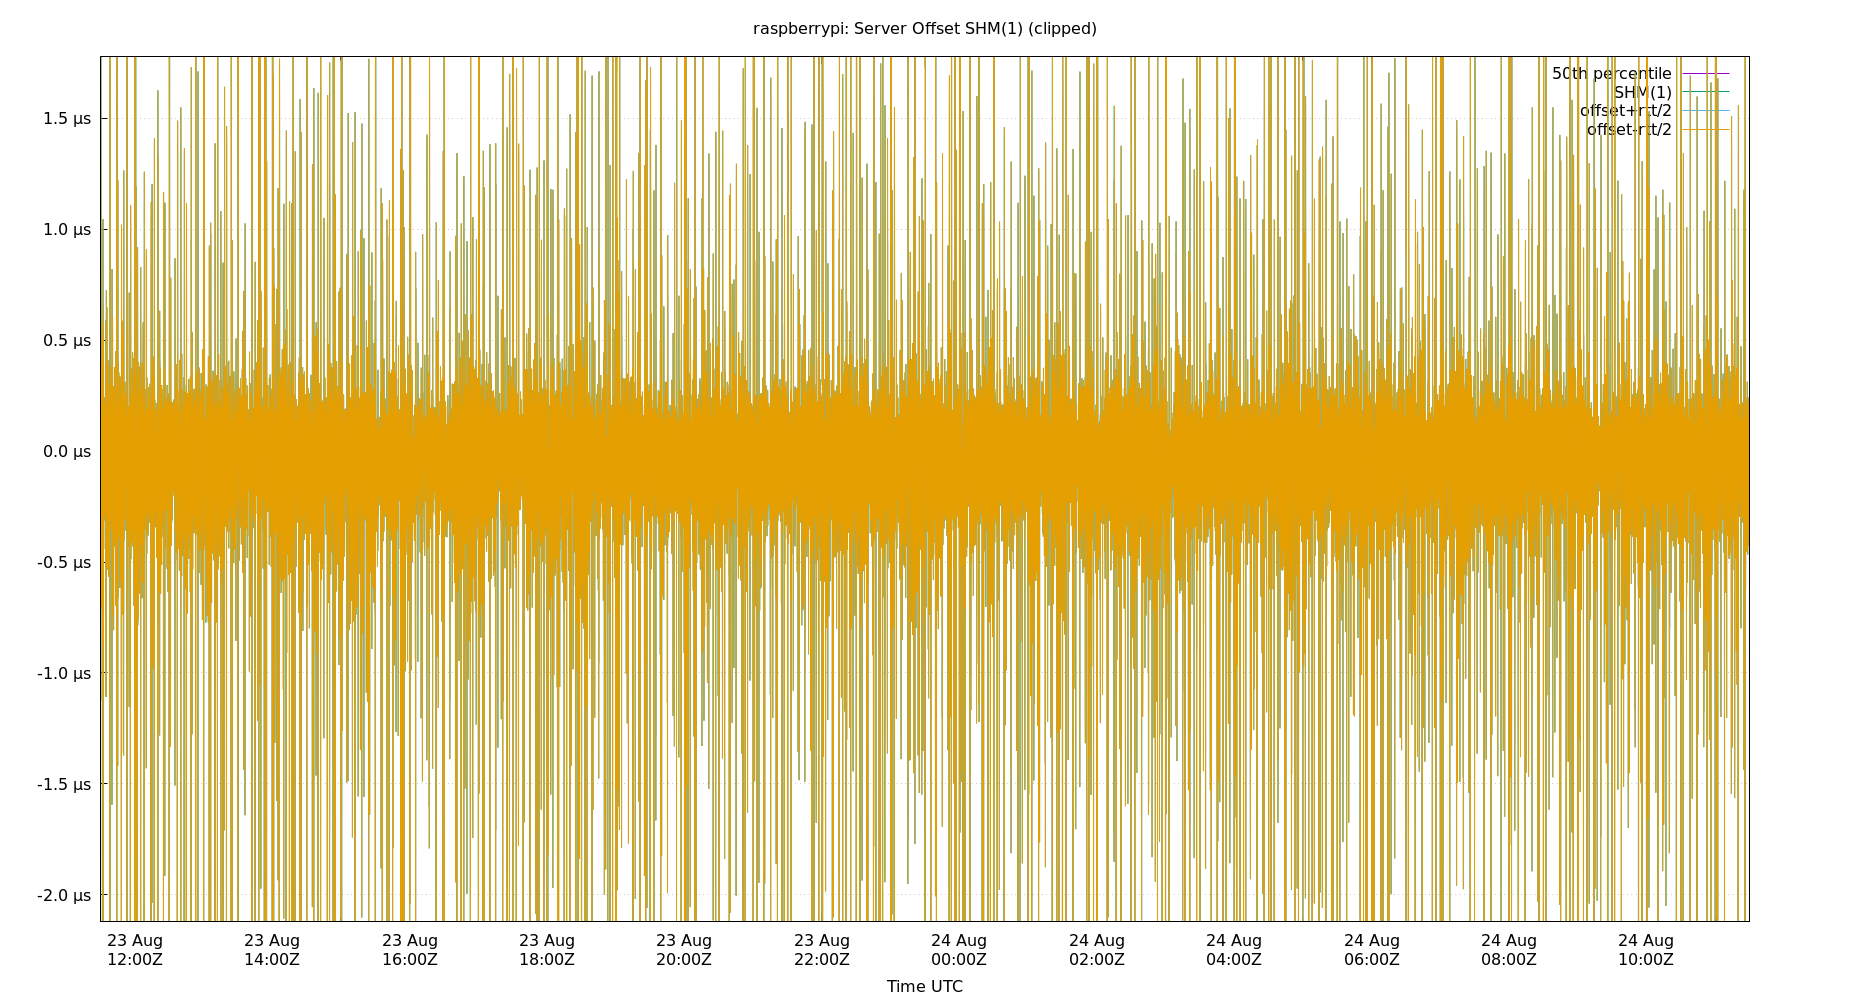 raspberrypi: Server Offset SHM(1) (clipped)
50th percentile
SHM(1)
offset+rtt/2
offset-rtt/2
1.5 µs
1.0 µs
0.5 µs
0.0 µs
-0.5 µs
-1.0 µs
-1.5 µs
-2.0 µs
23 Aug 23 Aug 23 Aug 23 Aug 23 Aug 23 Aug 24 Aug 24 Aug 24 Aug 24 Aug 24 Aug 24 Aug
12:00Z 14:00Z 16:00Z 18:00Z 20:00Z 22:00Z 00:00Z 02:00Z 04:00Z 06:00Z 08:00Z 10:00Z
Time UTC